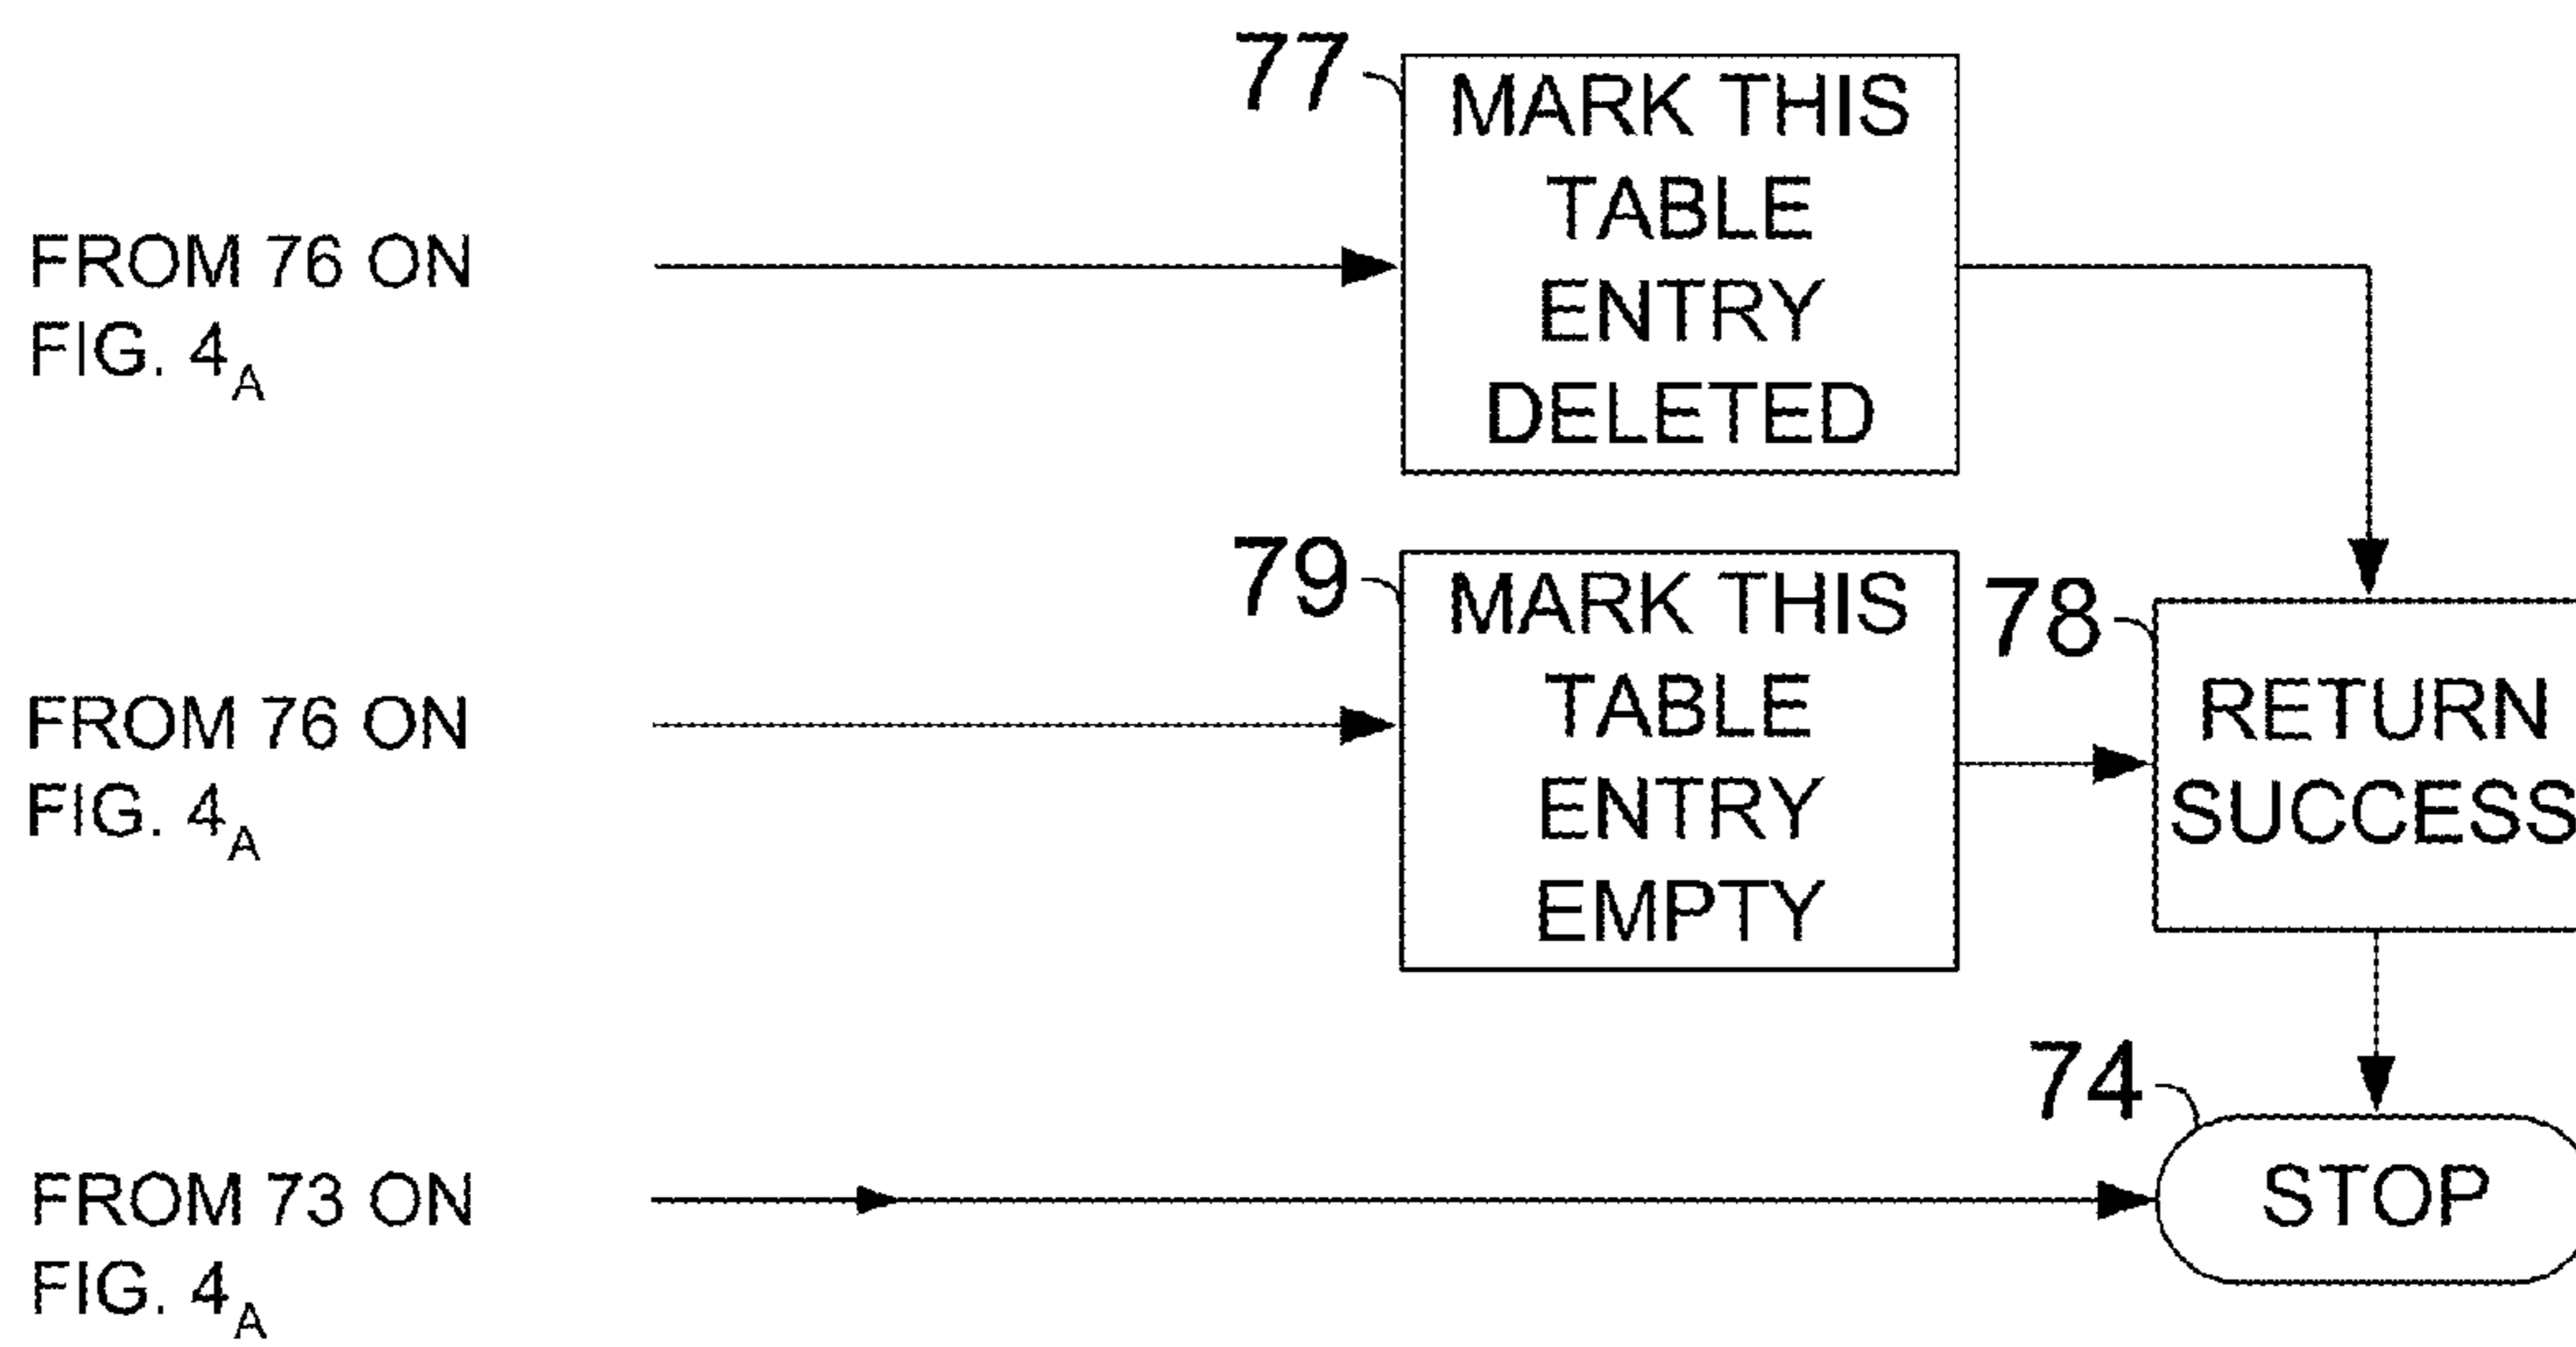 77
MARK THIS
TABLE
ENTRY
DELETED
FROM 76 ON
FIG. 4A
79
MARK THIS
TABLE
ENTRY
EMPTY
FROM 76 ON
FIG. 4A
78
RETURN
SUCCESS
74
STOP
FROM 73 ON
FIG. 4A